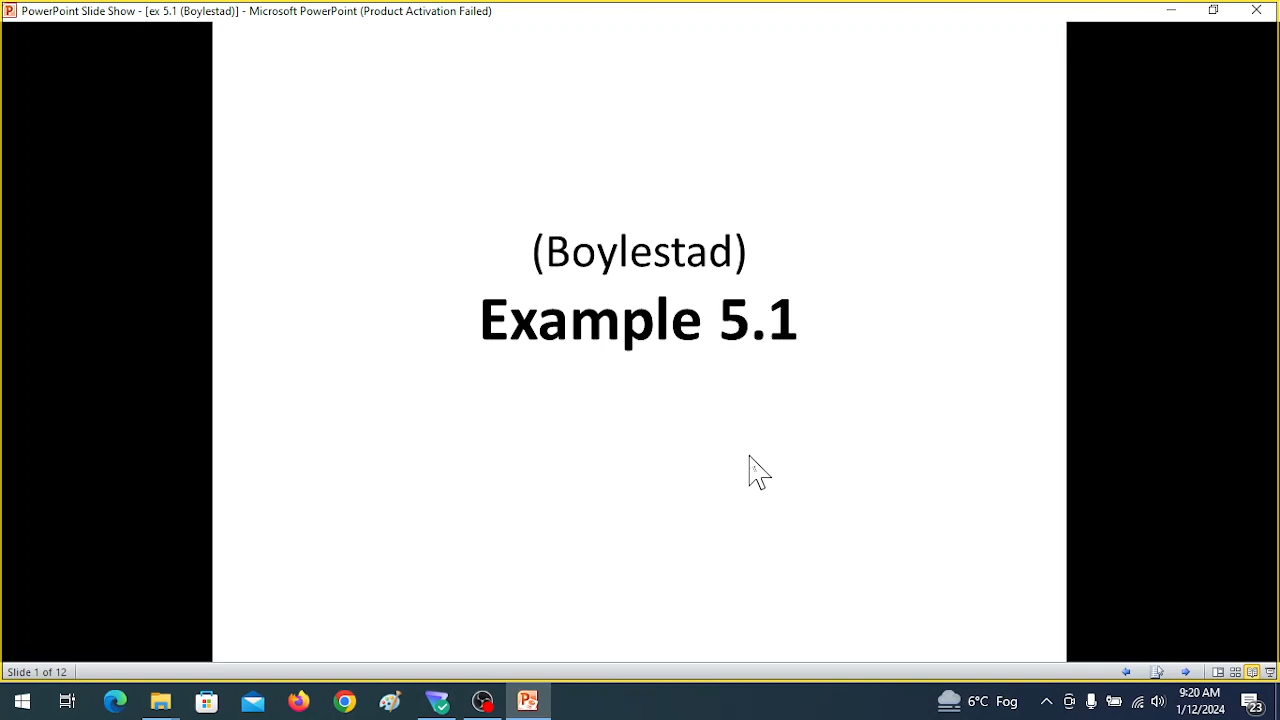 PowerPoint Slide Show - [ex 5.1 (Boylestad)] - Microsoft PowerPoint (Product Activation Failed)
(Boylestad)
Example 5.1
Slide 1 of 12
6°C Fog
9:20 AM
1/12/2024
23